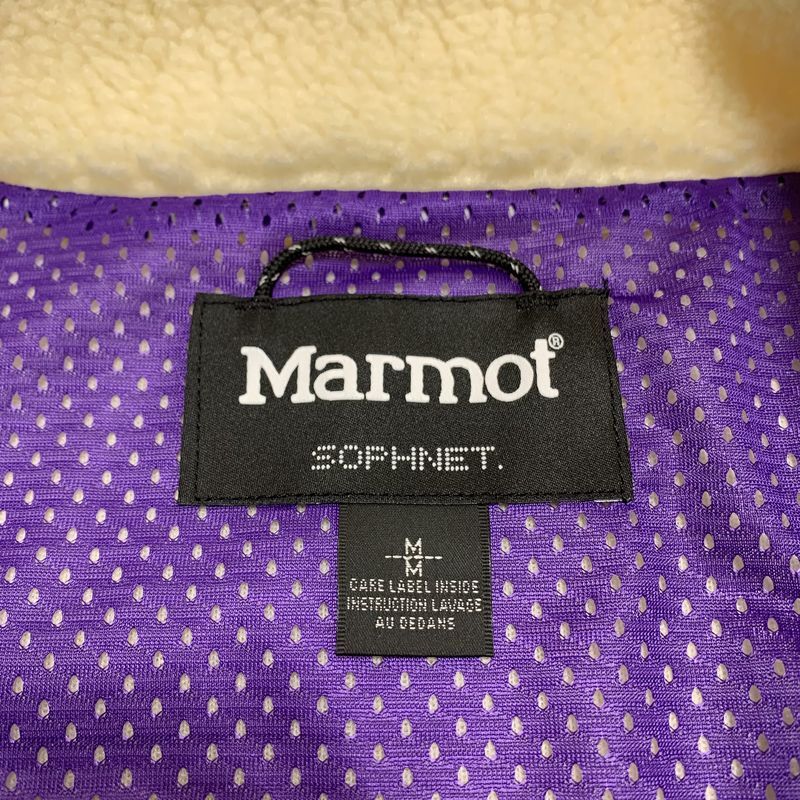 Marmot®
SOPHNET.
M
M
CARE LABEL INSIDE
INSTRUCTION LAVAGE
AU DEDANS